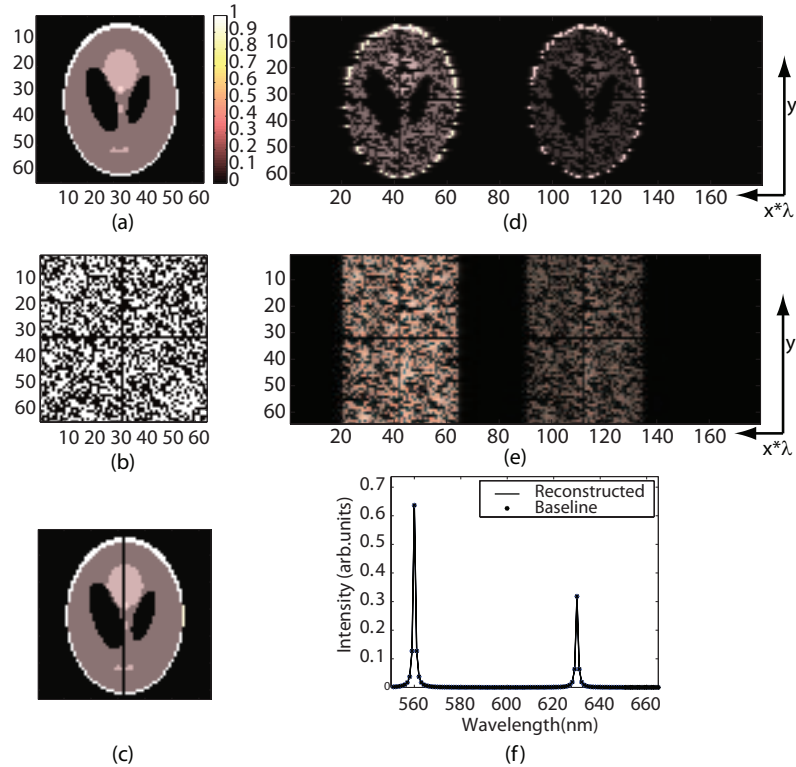 1
0.9
0.8
0.7
0.6
0.5
0.4
0.3
0.2
0.1
0
10
20
30
40
50
60
10 20 30 40 50 60
(a)
10
20
30
40
50
60
20 40 60 80 100 120 140 160
(d)
y
x*λ
10
20
30
40
50
60
10 20 30 40 50 60
(b)
10
20
30
40
50
60
20 40 60 80 100 120 140 160
(e)
y
x*λ
(c)
0.7
0.6
0.5
0.4
0.3
0.2
0.1
0
Intensity (arb.units)
Reconstructed
Baseline
560 580 600 620 640 660
Wavelength(nm)
(f)